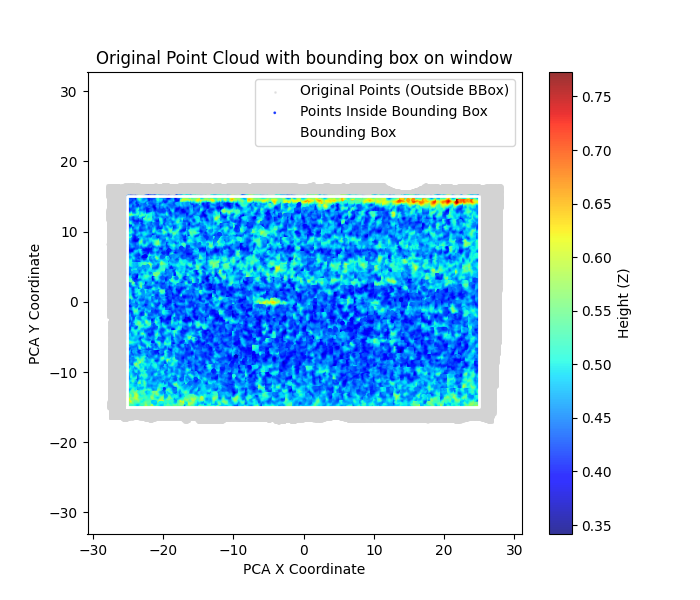 Original Point Cloud with bounding box on window
Original Points (Outside BBox)
Points Inside Bounding Box
Bounding Box
30
20
10
0
−10
−20
−30
PCA Y Coordinate
−30 −20 −10 0 10 20 30
PCA X Coordinate
0.75
0.70
0.65
0.60
0.55
0.50
0.45
0.40
0.35
Height (Z)